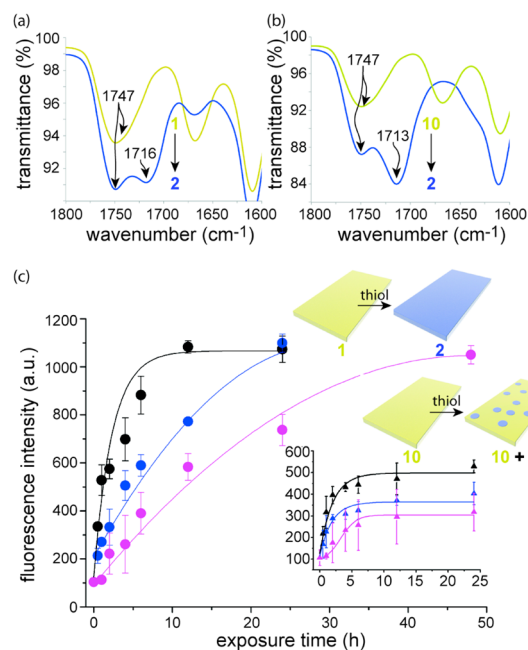 (a)
100
98
96
94
92
transmittance (%)
1747
1716
1
2
1800 1750 1700 1650 1600
wavenumber (cm-1)
(b)
100
96
92
88
84
transmittance (%)
1747
1713
10
2
1800 1750 1700 1650 1600
wavenumber (cm-1)
(c)
1200
1000
800
600
400
200
0
fluorescence intensity (a.u.)
0 10 20 30 40 50
exposure time (h)
thiol
1 2
thiol
10 10 +
600
500
400
300
200
100
0 5 10 15 20 25